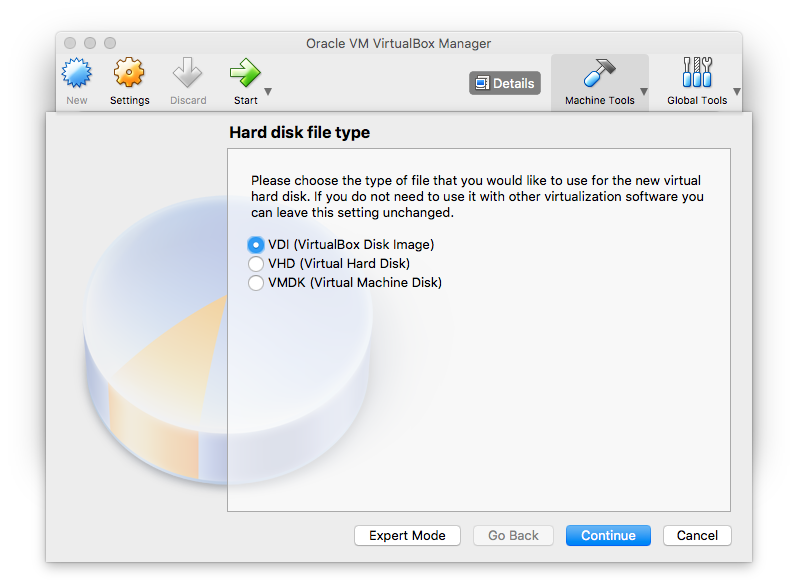 Oracle VM VirtualBox Manager
New
Settings
Discard
Start
Details
Machine Tools
Global Tools
Hard disk file type
Please choose the type of file that you would like to use for the new virtual
hard disk. If you do not need to use it with other virtualization software you
can leave this setting unchanged.
VDI (VirtualBox Disk Image)
VHD (Virtual Hard Disk)
VMDK (Virtual Machine Disk)
Expert Mode
Go Back
Continue
Cancel